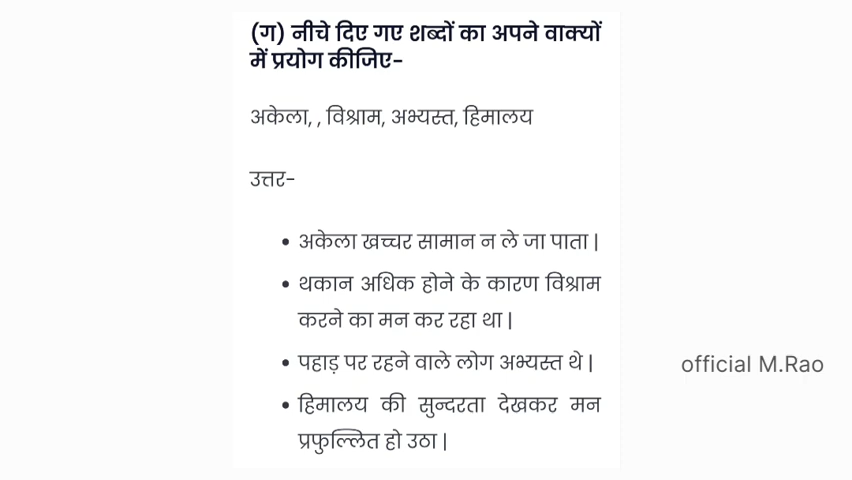 (ग) नीचे दिए गए शब्दों का अपने वाक्यों
में प्रयोग कीजिए-
अकेला, , विश्राम, अभ्यस्त, हिमालय
उत्तर-
• अकेला खच्चर सामान न ले जा पाता |
• थकान अधिक होने के कारण विश्राम
करने का मन कर रहा था |
• पहाड़ पर रहने वाले लोग अभ्यस्त थे |
• हिमालय की सुन्दरता देखकर मन
प्रफुल्लित हो उठा |
official M.Rao